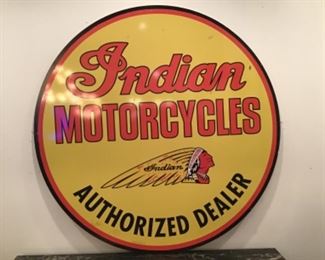 Indian
MOTORCYCLES
Indian
AUTHORIZED DEALER